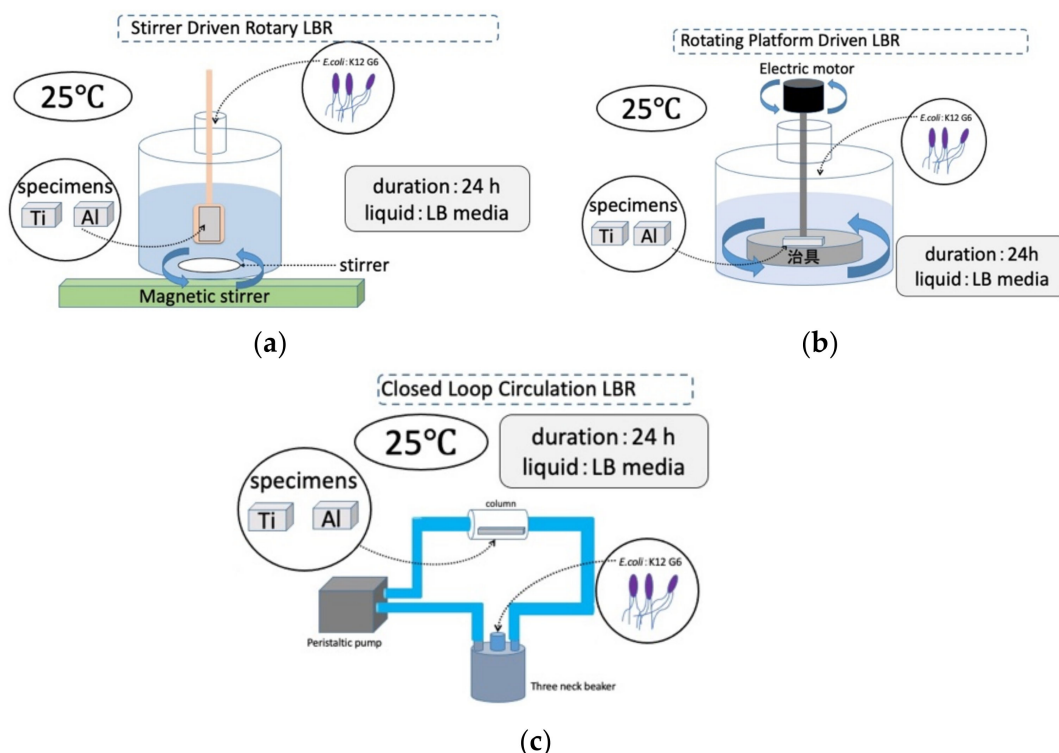 Stirrer Driven Rotary LBR
25℃
E.coli: K12 G6
specimens
Ti Al
duration: 24 h
liquid: LB media
stirrer
Magnetic stirrer
(a)
Rotating Platform Driven LBR
Electric motor
25℃
E.coli: K12 G6
specimens
Ti Al
治具
duration: 24h
liquid: LB media
(b)
Closed Loop Circulation LBR
25℃
duration: 24 h
liquid: LB media
specimens
Ti Al
column
E.coli: K12 G6
Peristaltic pump
Three neck beaker
(c)